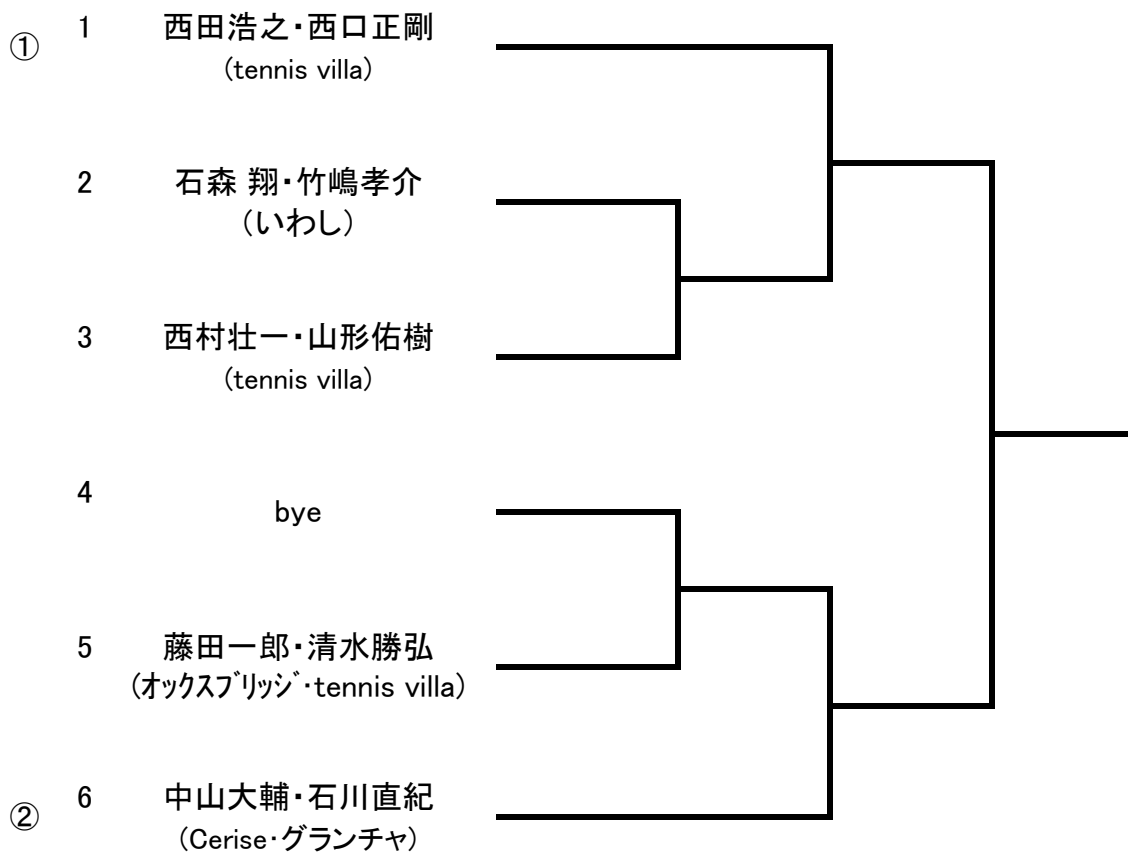 ① 1 西田浩之・西口正剛
(tennis villa)
2 石森 翔・竹嶋孝介
(いわし)
3 西村壮一・山形佑樹
(tennis villa)
4 bye
5 藤田一郎・清水勝弘
(ｵｯｸｽﾌﾞﾘｯｼﾞ・tennis villa)
② 6 中山大輔・石川直紀
(Cerise・グランチャ)